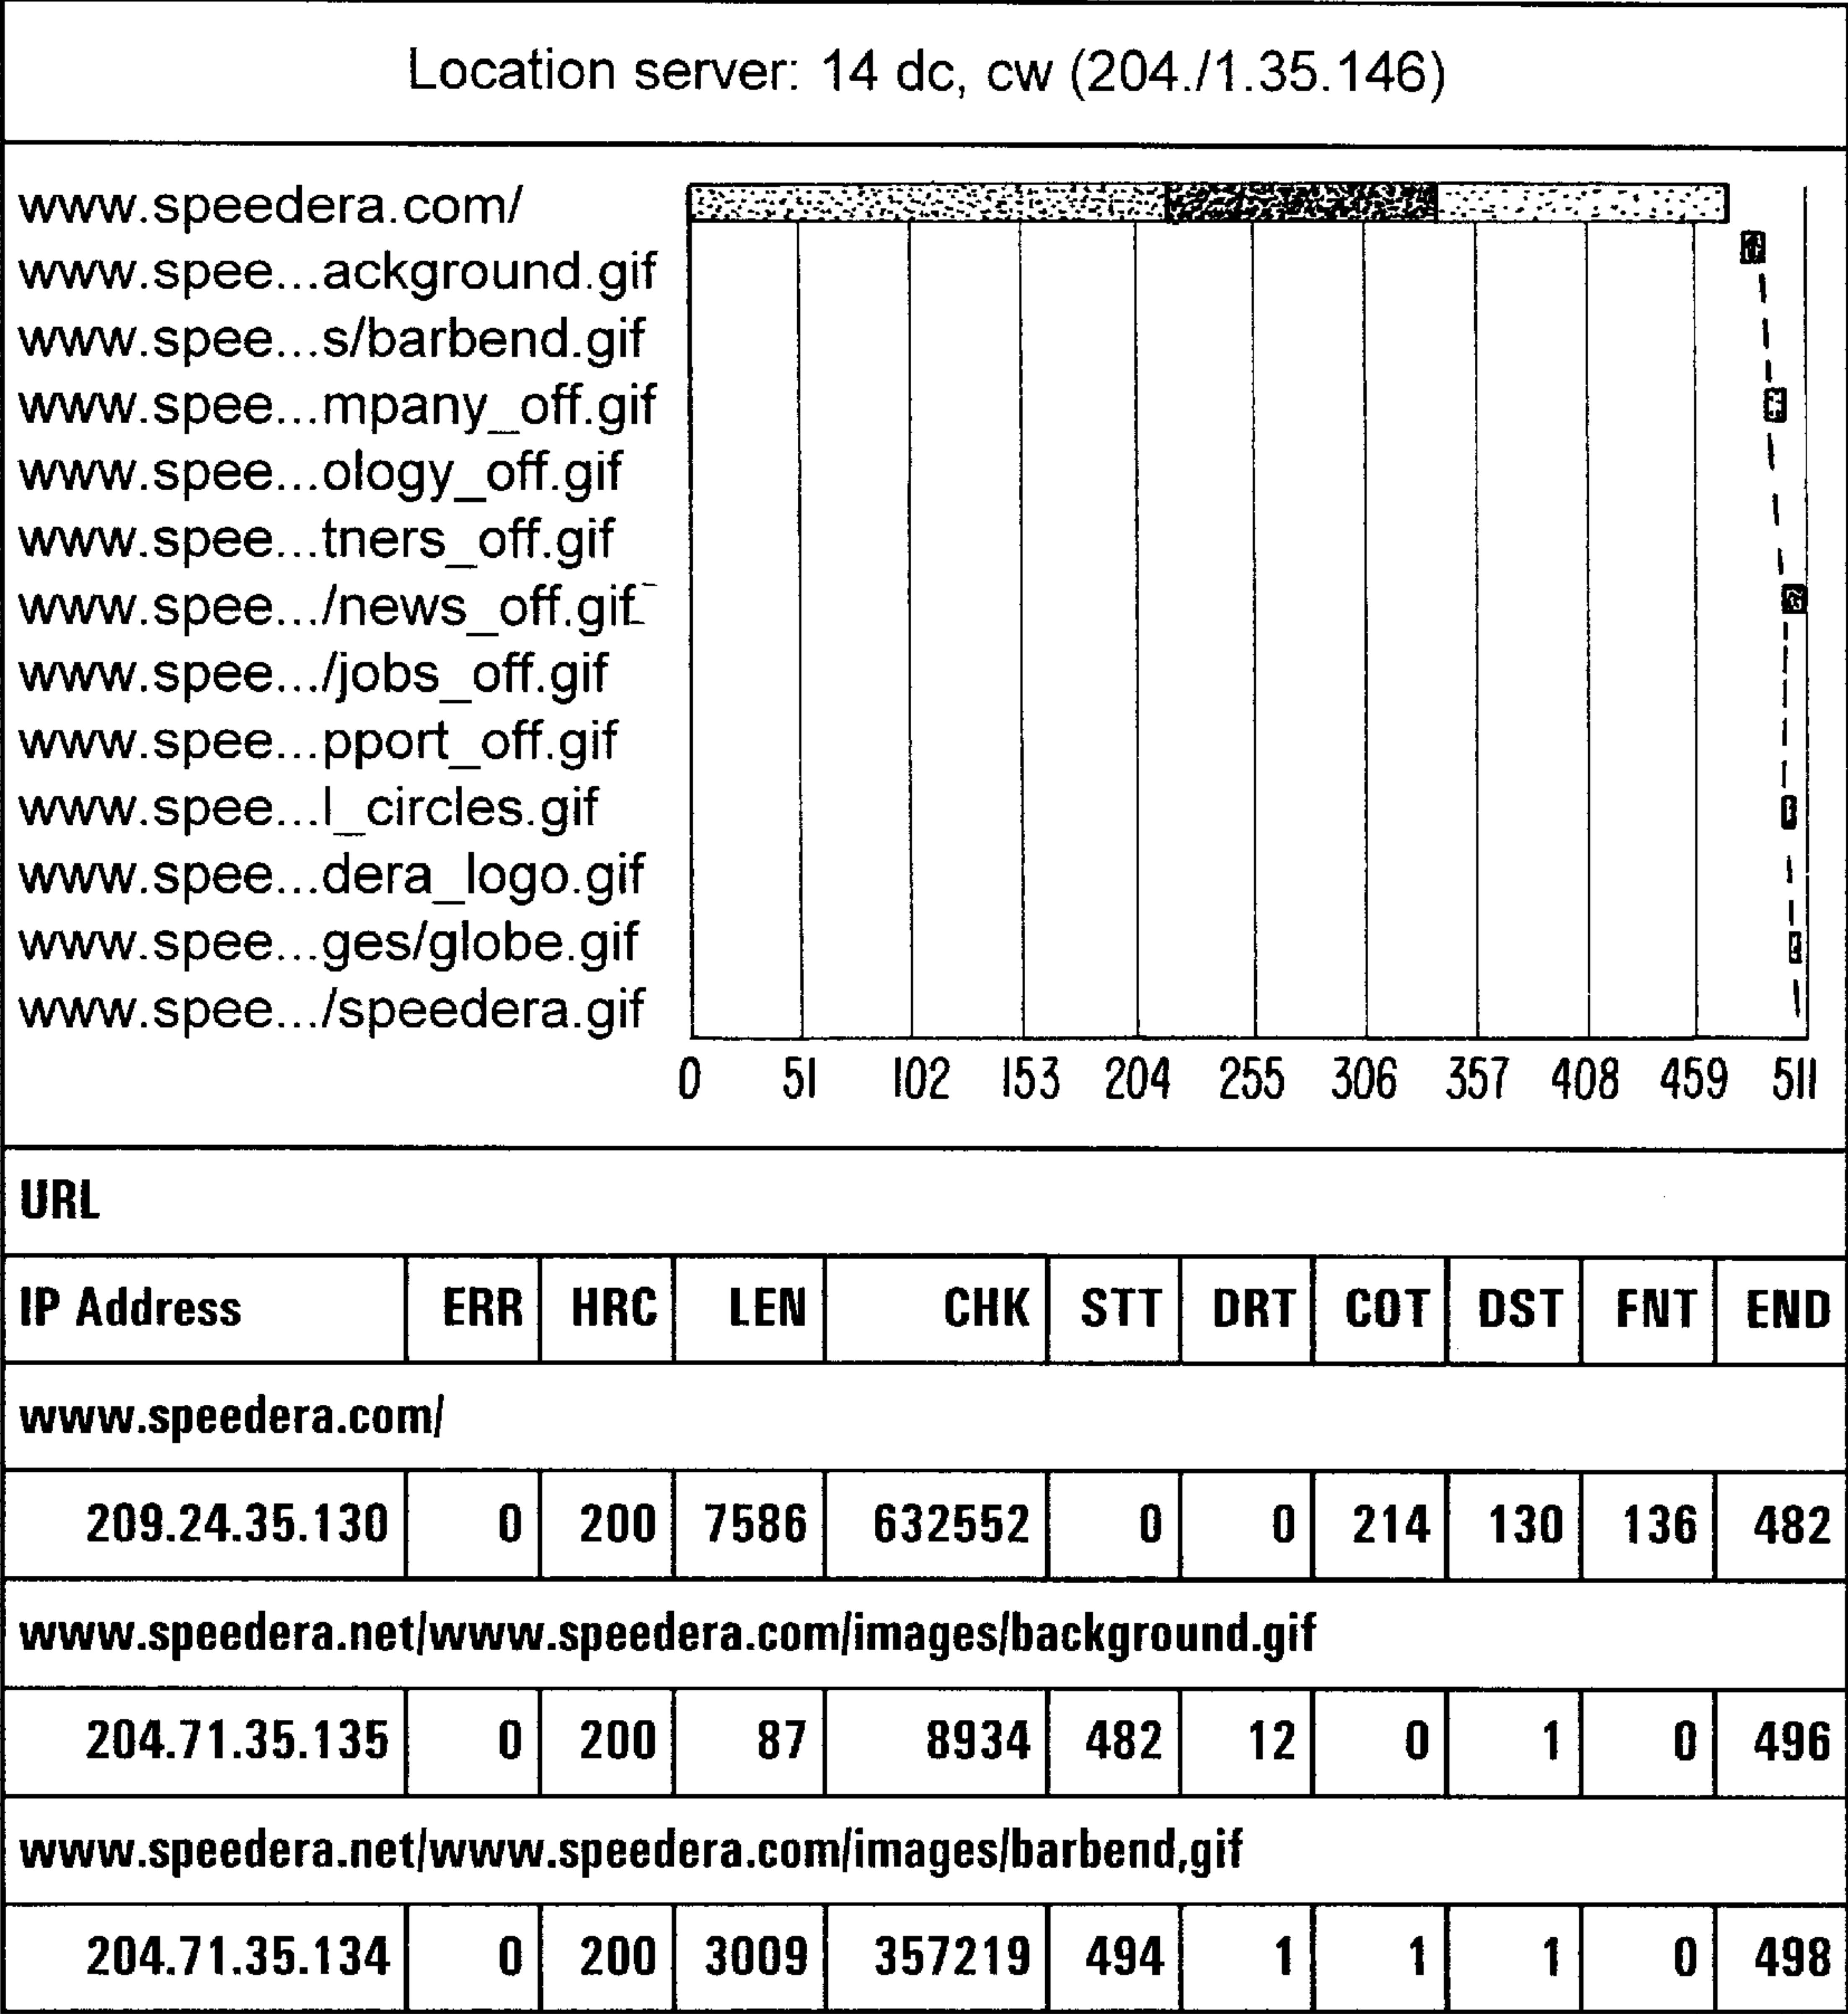 Location server: 14 dc, cw (204./1.35.146)
www.speedera.com/
www.spee...ackground.gif
www.spee...s/barbend.gif
www.spee...mpany_off.gif
www.spee...ology_off.gif
www.spee...tners_off.gif
www.spee.../news_off.gif
www.spee.../jobs_off.gif
www.spee...pport_off.gif
www.spee...l_circles.gif
www.spee...dera_logo.gif
www.spee...ges/globe.gif
www.spee.../speedera.gif
0 51 102 153 204 255 306 357 408 459 511
URL
IP Address ERR HRC LEN CHK STT DRT COT DST FNT END
www.speedera.com/
209.24.35.130 0 200 7586 632552 0 0 214 130 136 482
www.speedera.net/www.speedera.com/images/background.gif
204.71.35.135 0 200 87 8934 482 12 0 1 0 496
www.speedera.net/www.speedera.com/images/barbend,gif
204.71.35.134 0 200 3009 357219 494 1 1 1 0 498